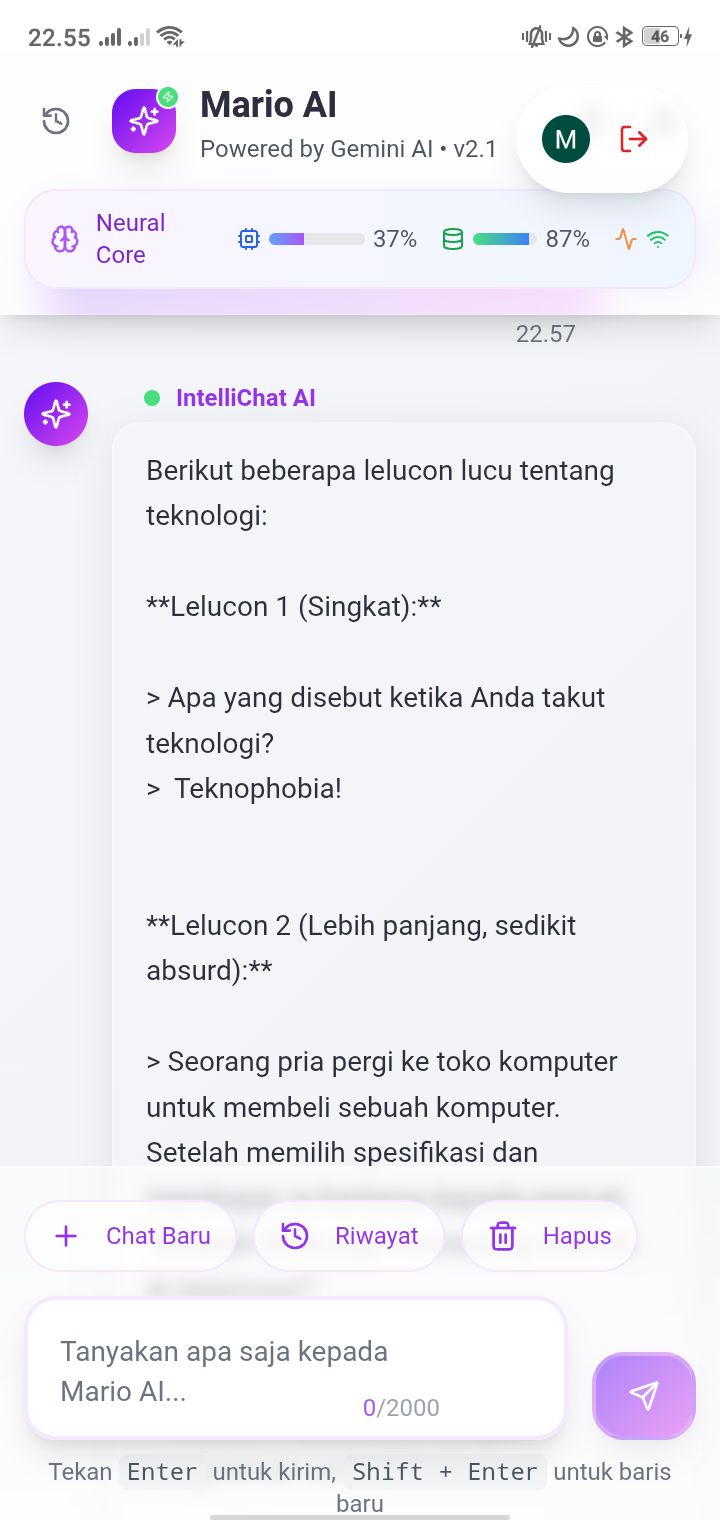 22.55
46
Mario AI
Powered by Gemini AI • v2.1
M
Neural
Core
37%
87%
22.57
IntelliChat AI
Berikut beberapa lelucon lucu tentang
teknologi:
**Lelucon 1 (Singkat):**
> Apa yang disebut ketika Anda takut
teknologi?
> Teknophobia!
**Lelucon 2 (Lebih panjang, sedikit
absurd):**
> Seorang pria pergi ke toko komputer
untuk membeli sebuah komputer.
Setelah memilih spesifikasi dan
Chat Baru
Riwayat
Hapus
Tanyakan apa saja kepada
Mario AI...
0/2000
Tekan Enter untuk kirim, Shift + Enter untuk baris
baru